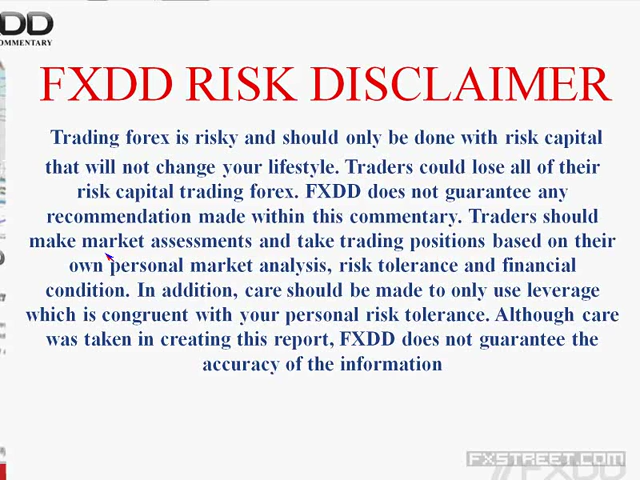 DD
COMMENTARY
FXDD RISK DISCLAIMER
Trading forex is risky and should only be done with risk capital
that will not change your lifestyle. Traders could lose all of their
risk capital trading forex. FXDD does not guarantee any
recommendation made within this commentary. Traders should
make market assessments and take trading positions based on their
own personal market analysis, risk tolerance and financial
condition. In addition, care should be made to only use leverage
which is congruent with your personal risk tolerance. Although care
was taken in creating this report, FXDD does not guarantee the
accuracy of the information
FXSTREET.COM
FXDD